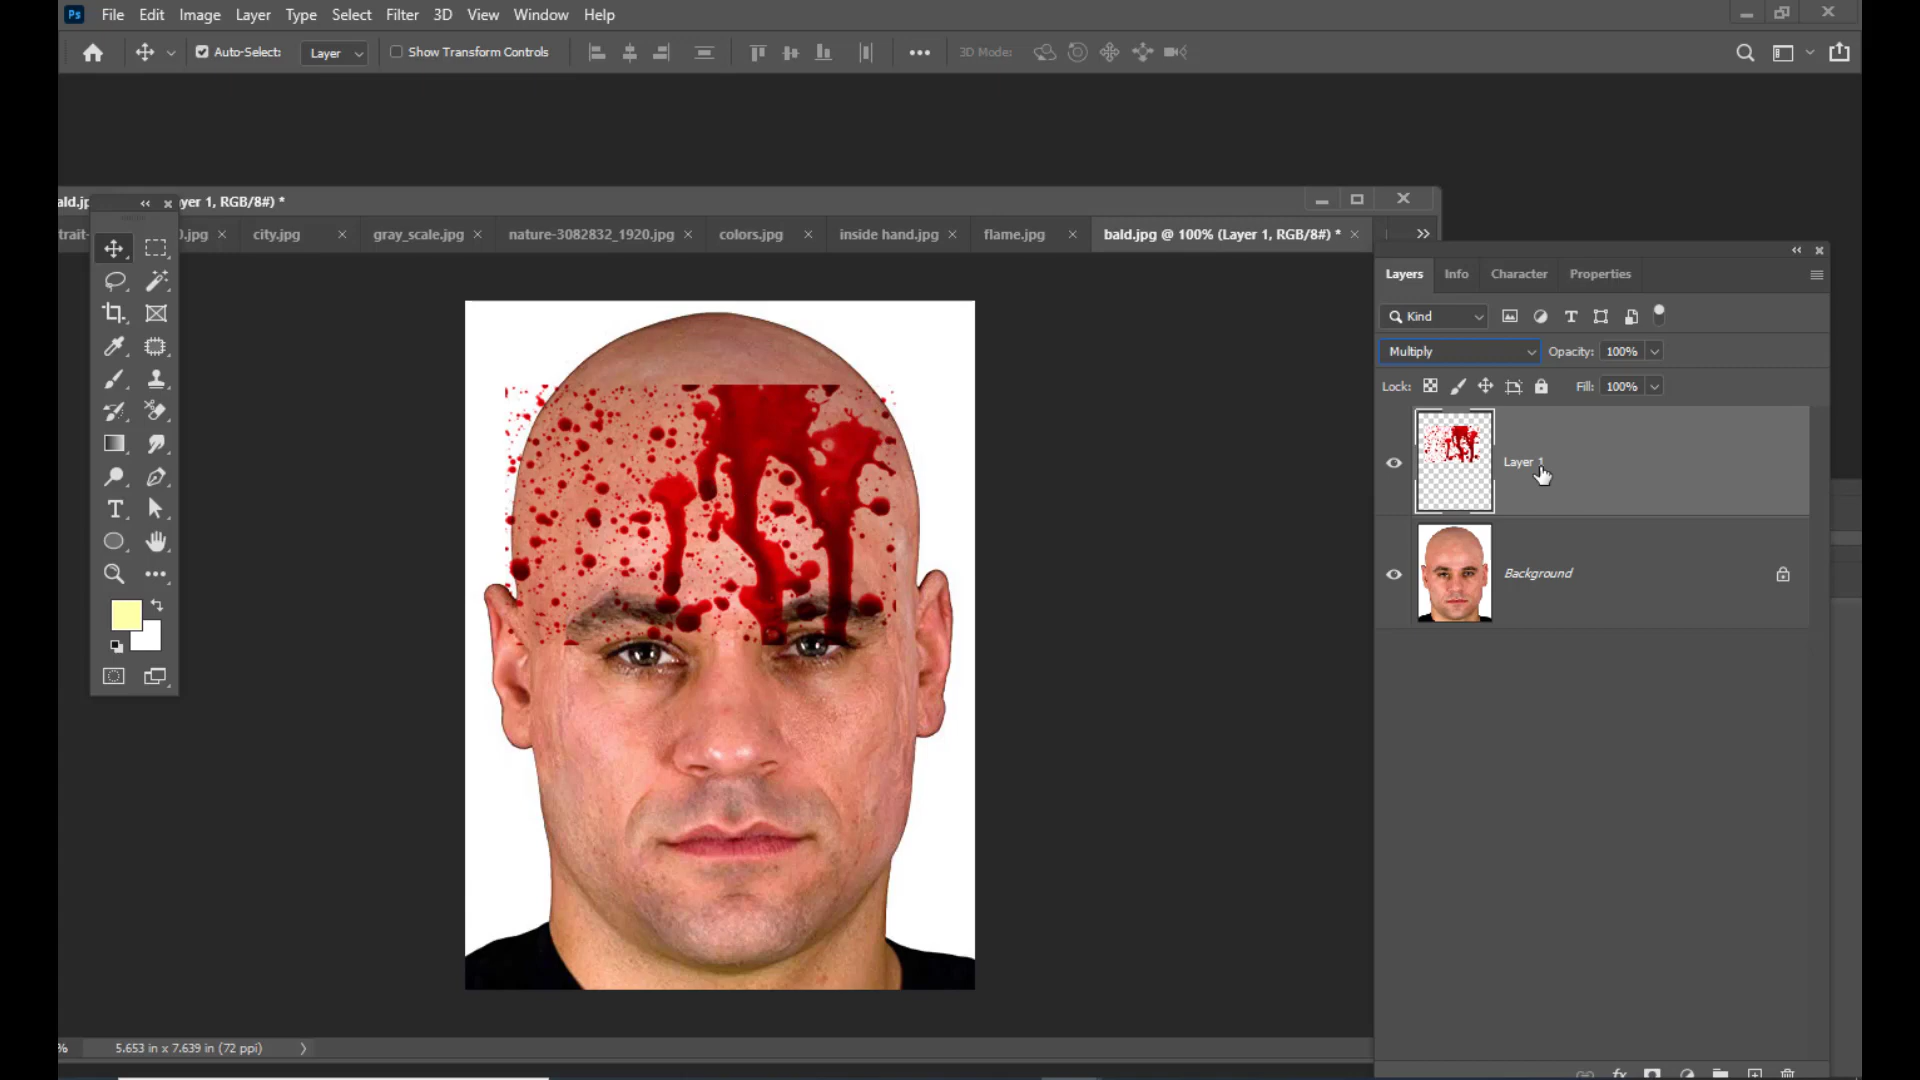 Ps File Edit Image Layer Type Select Filter 3D View Window Help
Auto-Select: Layer Show Transform Controls 3D Mode:
ald.jp yer 1, RGB/8#) *
trait- 0.jpg city.jpg gray_scale.jpg nature-3082832_1920.jpg colors.jpg inside hand.jpg flame.jpg bald.jpg @ 100% (Layer 1, RGB/8#) *
Layers Info Character Properties
Kind
Multiply Opacity: 100%
Lock: Fill: 100%
Layer 1
Background
% 5.653 in x 7.639 in (72 ppi)
fx